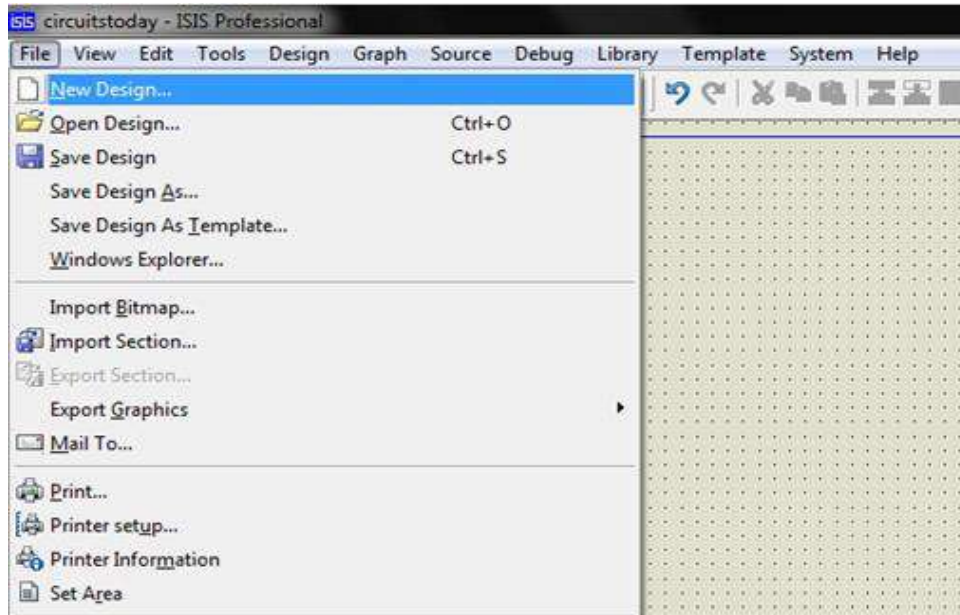 isis circuitstoday - ISIS Professional
File View Edit Tools Design Graph Source Debug Library Template System Help
New Design...
Open Design... Ctrl+O
Save Design Ctrl+S
Save Design As...
Save Design As Template...
Windows Explorer...
Import Bitmap...
Import Section...
Export Section...
Export Graphics
Mail To...
Print...
Printer setup...
Printer Information
Set Area